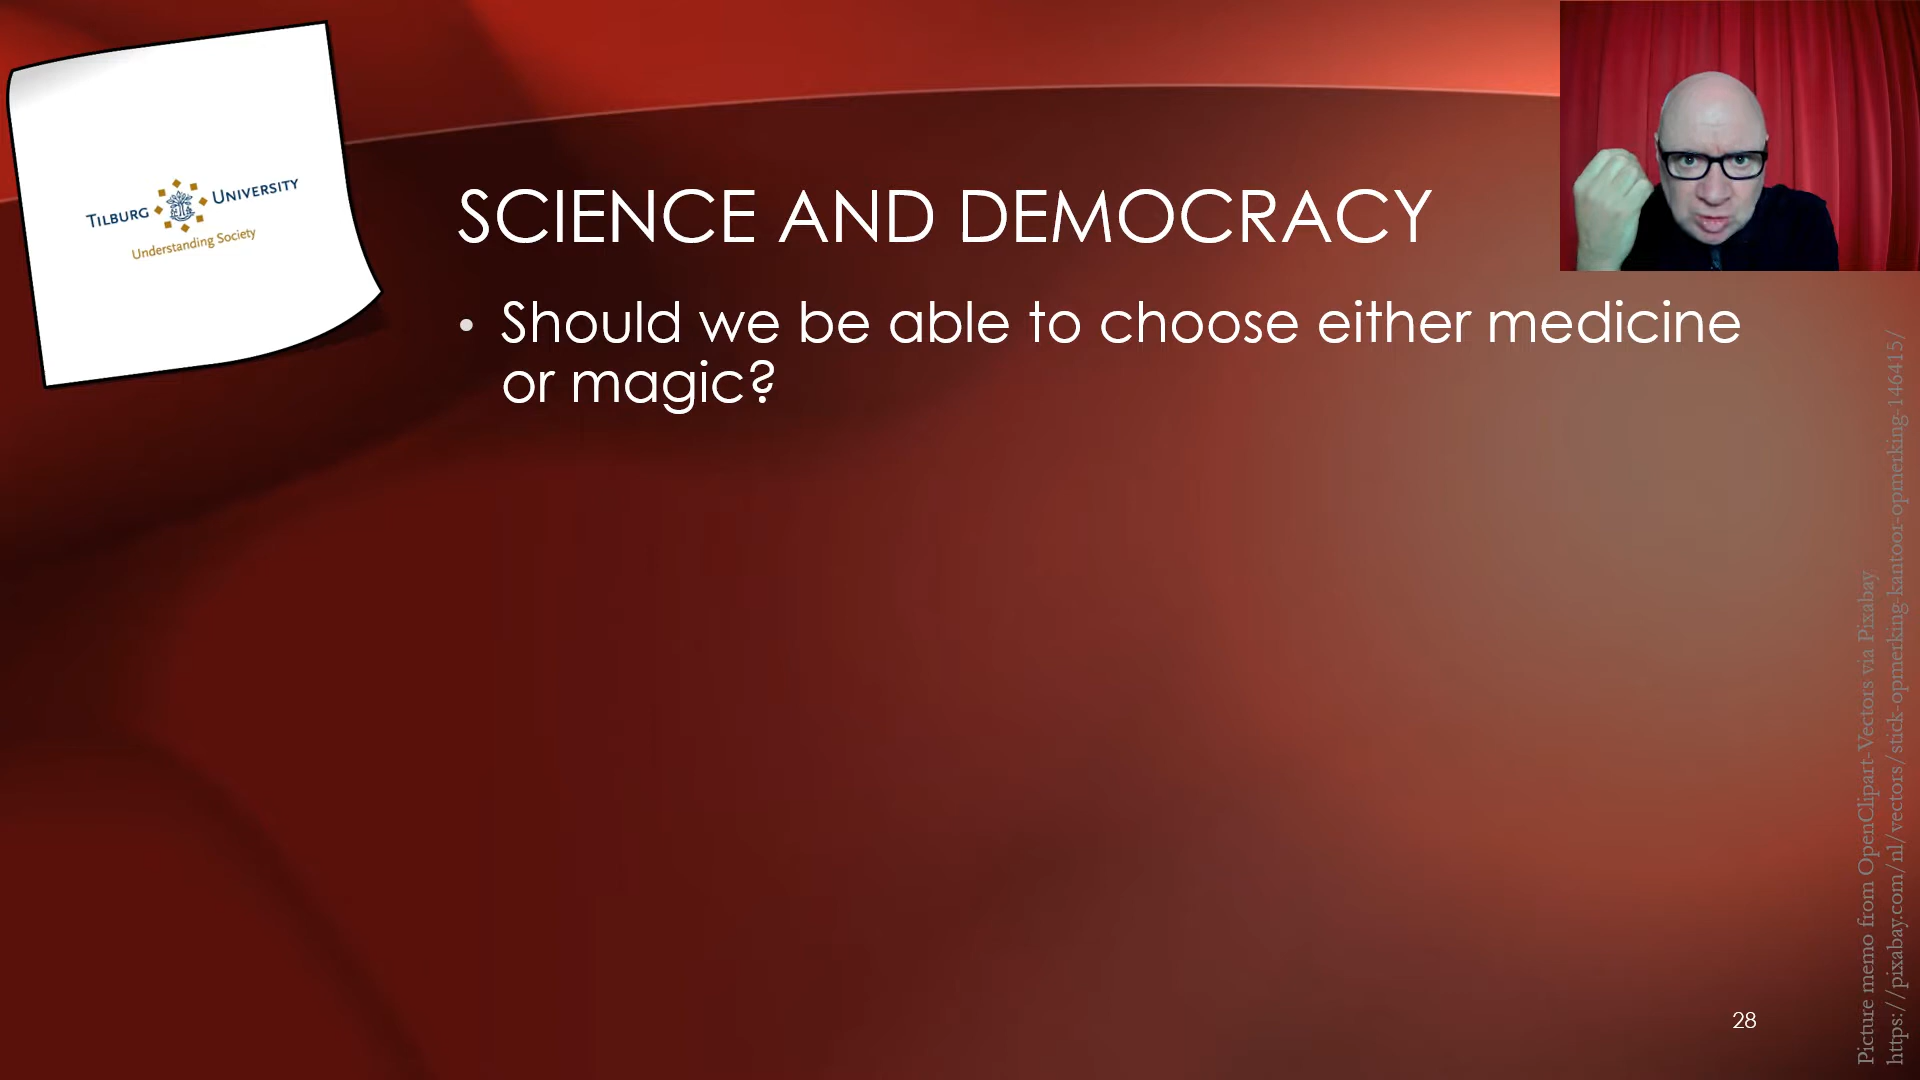 TILBURG UNIVERSITY
Understanding Society
SCIENCE AND DEMOCRACY
• Should we be able to choose either medicine
or magic?
28
Picture memo from OpenClipart-Vectors via Pixabay
https://pixabay.com/nl/vectors/stick-opmerking-kantoor-opmerking-146415/